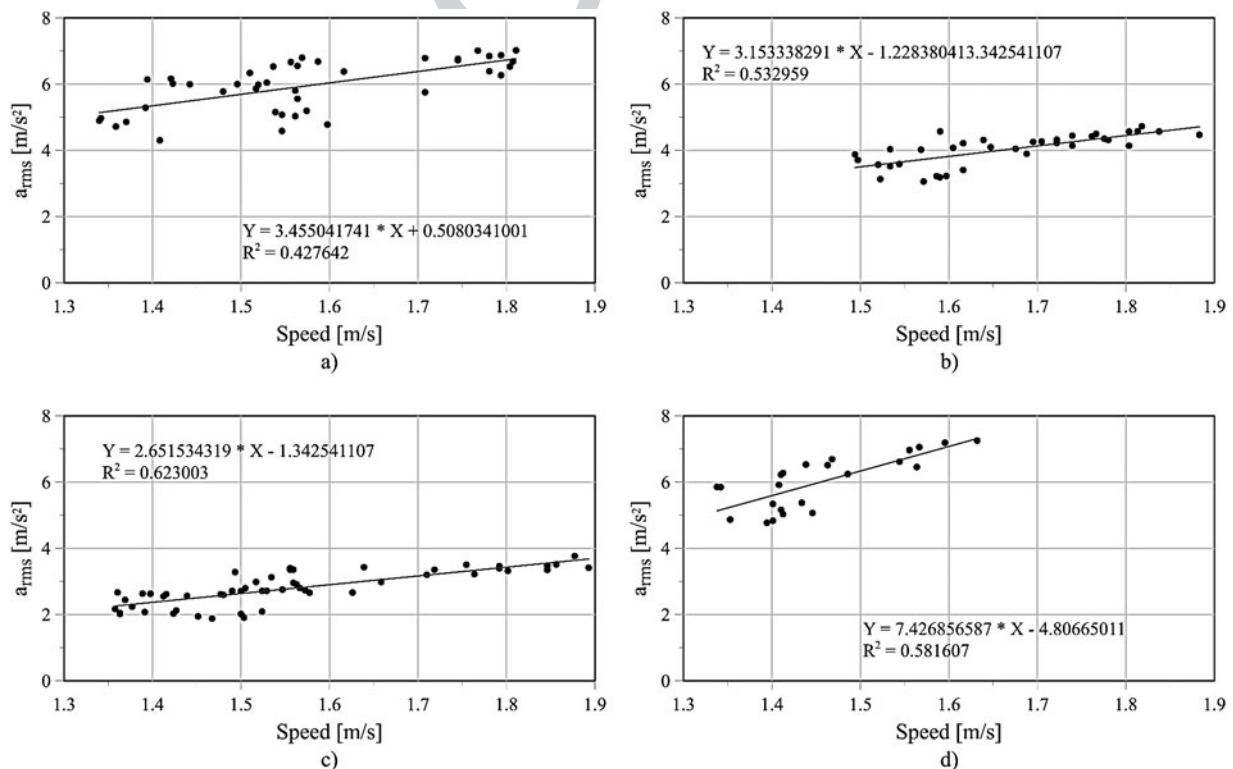 8
6
4
2
0
a_rms [m/s²]
Y = 3.455041741 * X + 0.5080341001
R² = 0.427642
1.3 1.4 1.5 1.6 1.7 1.8 1.9
Speed [m/s]
a)
8
6
4
2
0
a_rms [m/s²]
Y = 3.153338291 * X - 1.228380413.342541107
R² = 0.532959
1.3 1.4 1.5 1.6 1.7 1.8 1.9
Speed [m/s]
b)
8
6
4
2
0
a_rms [m/s²]
Y = 2.651534319 * X - 1.342541107
R² = 0.623003
1.3 1.4 1.5 1.6 1.7 1.8 1.9
Speed [m/s]
c)
8
6
4
2
0
a_rms [m/s²]
Y = 7.426856587 * X - 4.80665011
R² = 0.581607
1.3 1.4 1.5 1.6 1.7 1.8 1.9
Speed [m/s]
d)